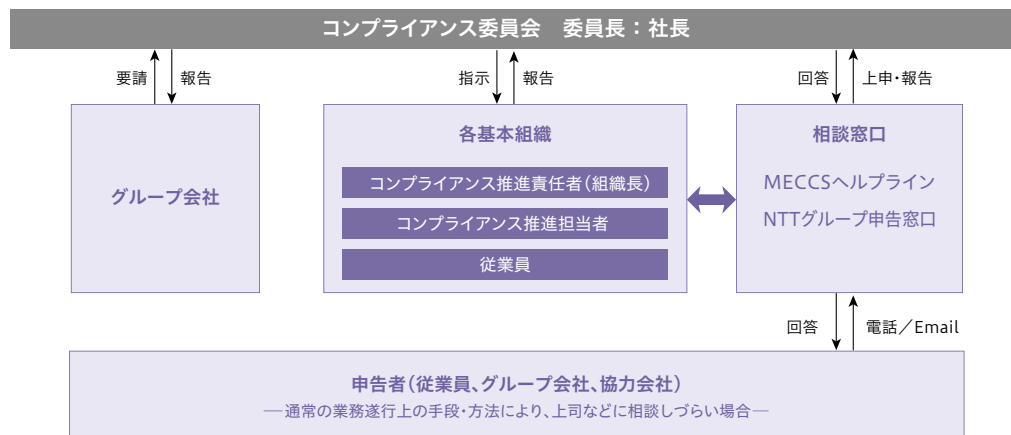 コンプライアンス委員会　委員長：社長
要請
報告
指示
報告
回答
上申・報告
グループ会社
各基本組織
コンプライアンス推進責任者（組織長）
コンプライアンス推進担当者
従業員
相談窓口
MECCSヘルプライン
NTTグループ申告窓口
回答
電話／Email
申告者（従業員、グループ会社、協力会社）
―通常の業務遂行上の手段・方法により、上司などに相談しづらい場合―